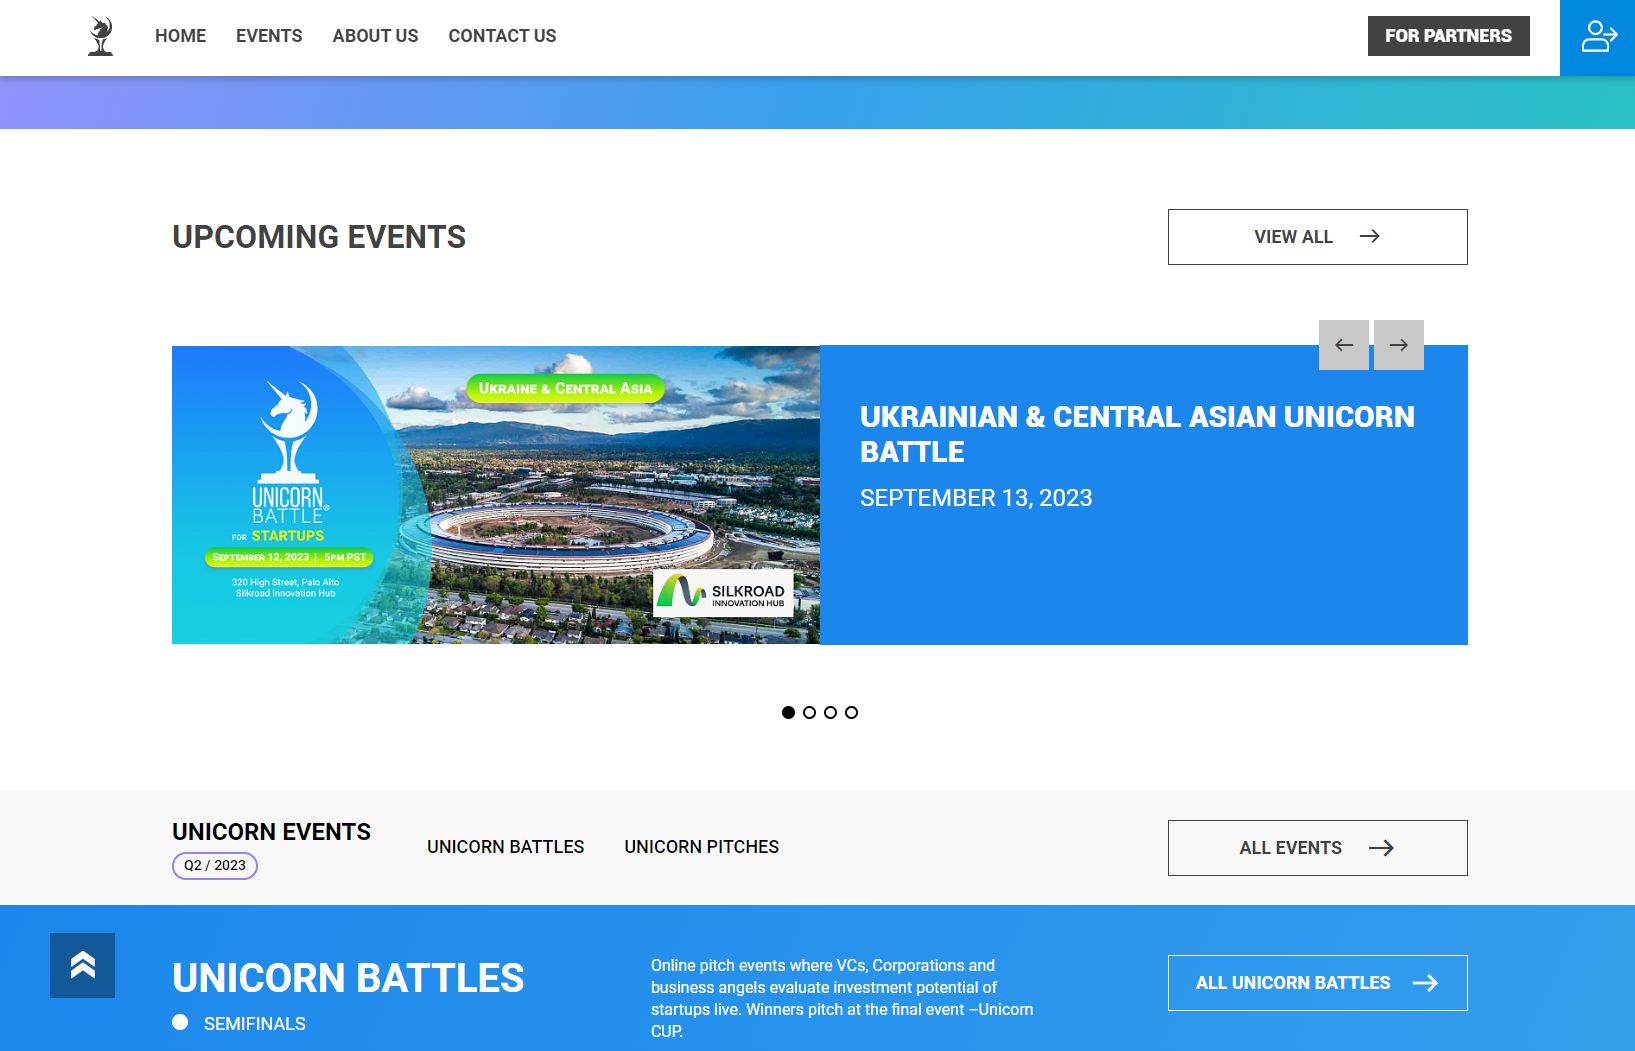 HOME EVENTS ABOUT US CONTACT US FOR PARTNERS
UPCOMING EVENTS
VIEW ALL
UKRAINE & CENTRAL ASIA
UNICORN
BATTLE®
FOR STARTUPS
SEPTEMBER 12, 2023 | 5PM PST
320 High Street, Palo Alto
Silkroad Innovation Hub
SILKROAD
INNOVATION HUB
UKRAINIAN & CENTRAL ASIAN UNICORN
BATTLE
SEPTEMBER 13, 2023
UNICORN EVENTS
Q2 / 2023
UNICORN BATTLES
UNICORN PITCHES
ALL EVENTS
UNICORN BATTLES
SEMIFINALS
Online pitch events where VCs, Corporations and
business angels evaluate investment potential of
startups live. Winners pitch at the final event –Unicorn
CUP.
ALL UNICORN BATTLES